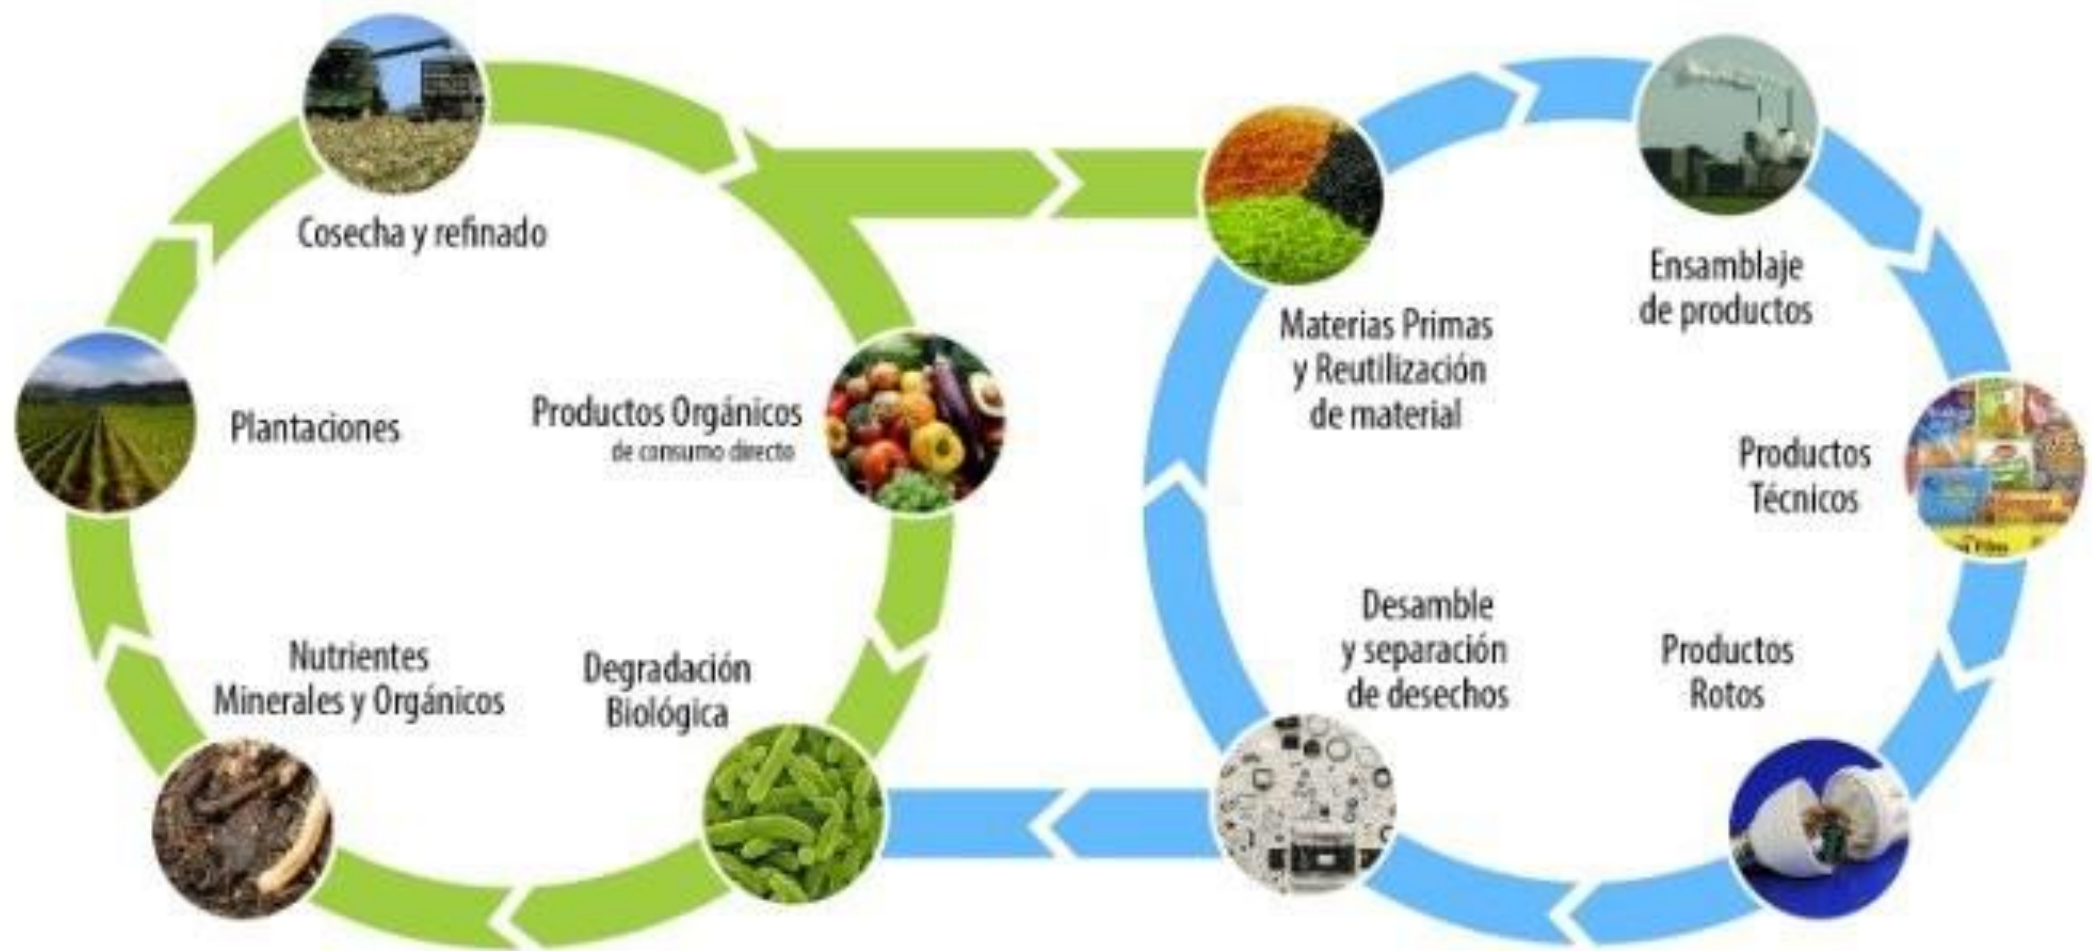 Cosecha y refinado
Plantaciones
Productos Orgánicos
de consumo directo
Nutrientes
Minerales y Orgánicos
Degradación
Biológica
Materias Primas
y Reutilización
de material
Ensamblaje
de productos
Productos
Técnicos
Desamble
y separación
de desechos
Productos
Rotos